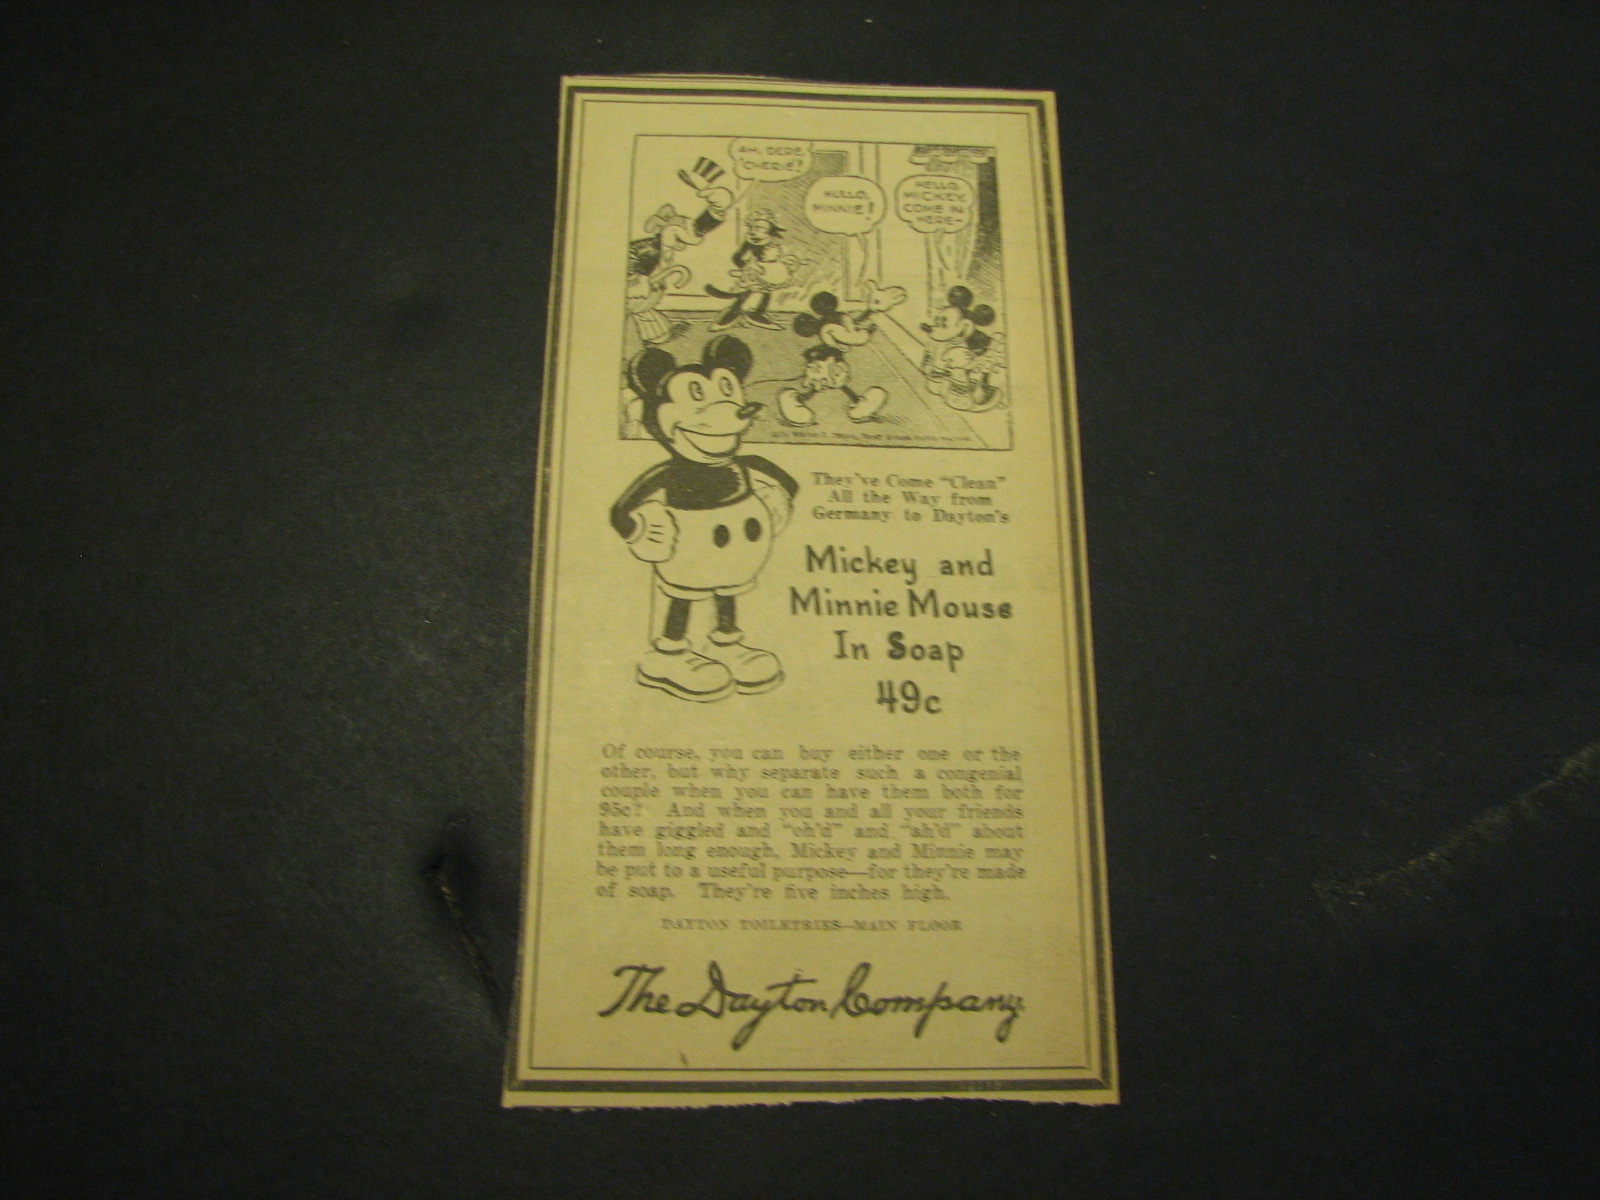 AH, DERE,
'CHERIE'!
HULLO,
MINNIE!
HELLO,
MICKEY,
COME IN
HERE-
They've Come "Clean"
All the Way from
Germany to Dayton's
Mickey and
Minnie Mouse
In Soap
49c
Of course, you can buy either one or the
other, but why separate such a congenial
couple when you can have them both for
95c? And when you and all your friends
have giggled and "oh'd" and "ah'd" about
them long enough, Mickey and Minnie may
be put to a useful purpose—for they're made
of soap. They're five inches high.
DAYTON TOILETRIES—MAIN FLOOR
The Dayton Company